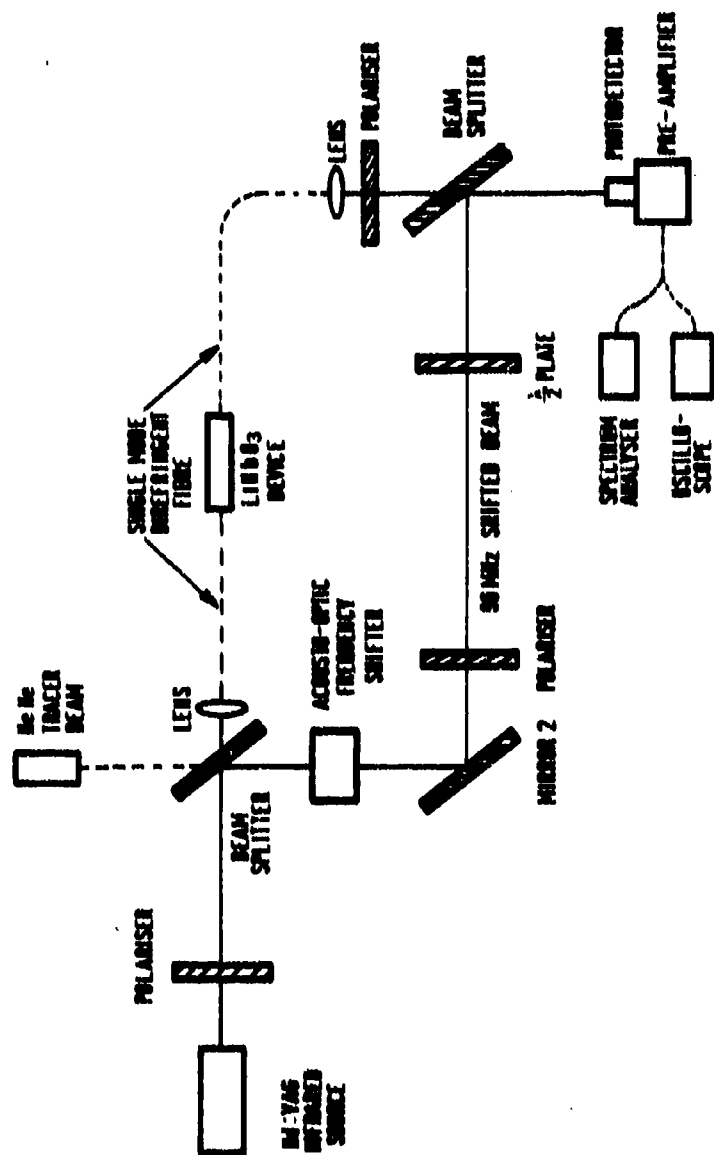 He Ne
TRACER
BEAM
LENS
SINGLE MODE
BIREFRINGENT
FIBRE
LiNbO3
DEVICE
LENS
POLARISER
POLARISER
BEAM
SPLITTER
ACOUSTO-OPTIC
FREQUENCY
SHIFTER
BEAM
SPLITTER
Nd:YAG
INFRARED
SOURCE
MIRROR 2
POLARISER
MHz SHIFTED BEAM
λ/2 PLATE
PHOTODETECTOR
PRE-AMPLIFIER
SPECTRUM
ANALYSER
OSCILLO-
SCOPE